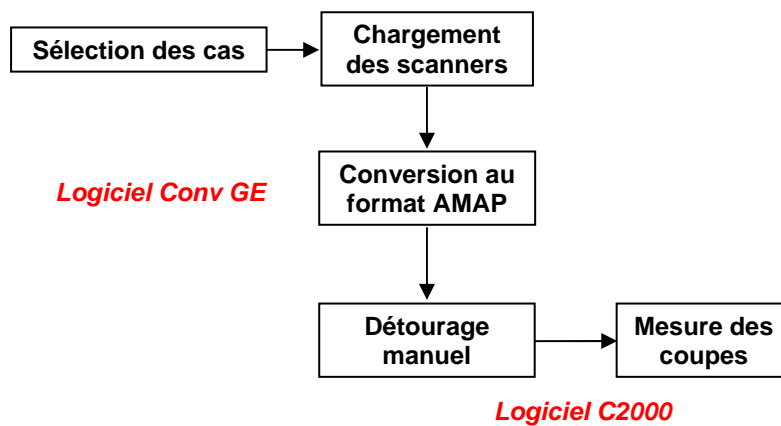 Sélection des cas
Chargement
des scanners
Logiciel Conv GE
Conversion au
format AMAP
Détourage
manuel
Mesure des
coupes
Logiciel C2000